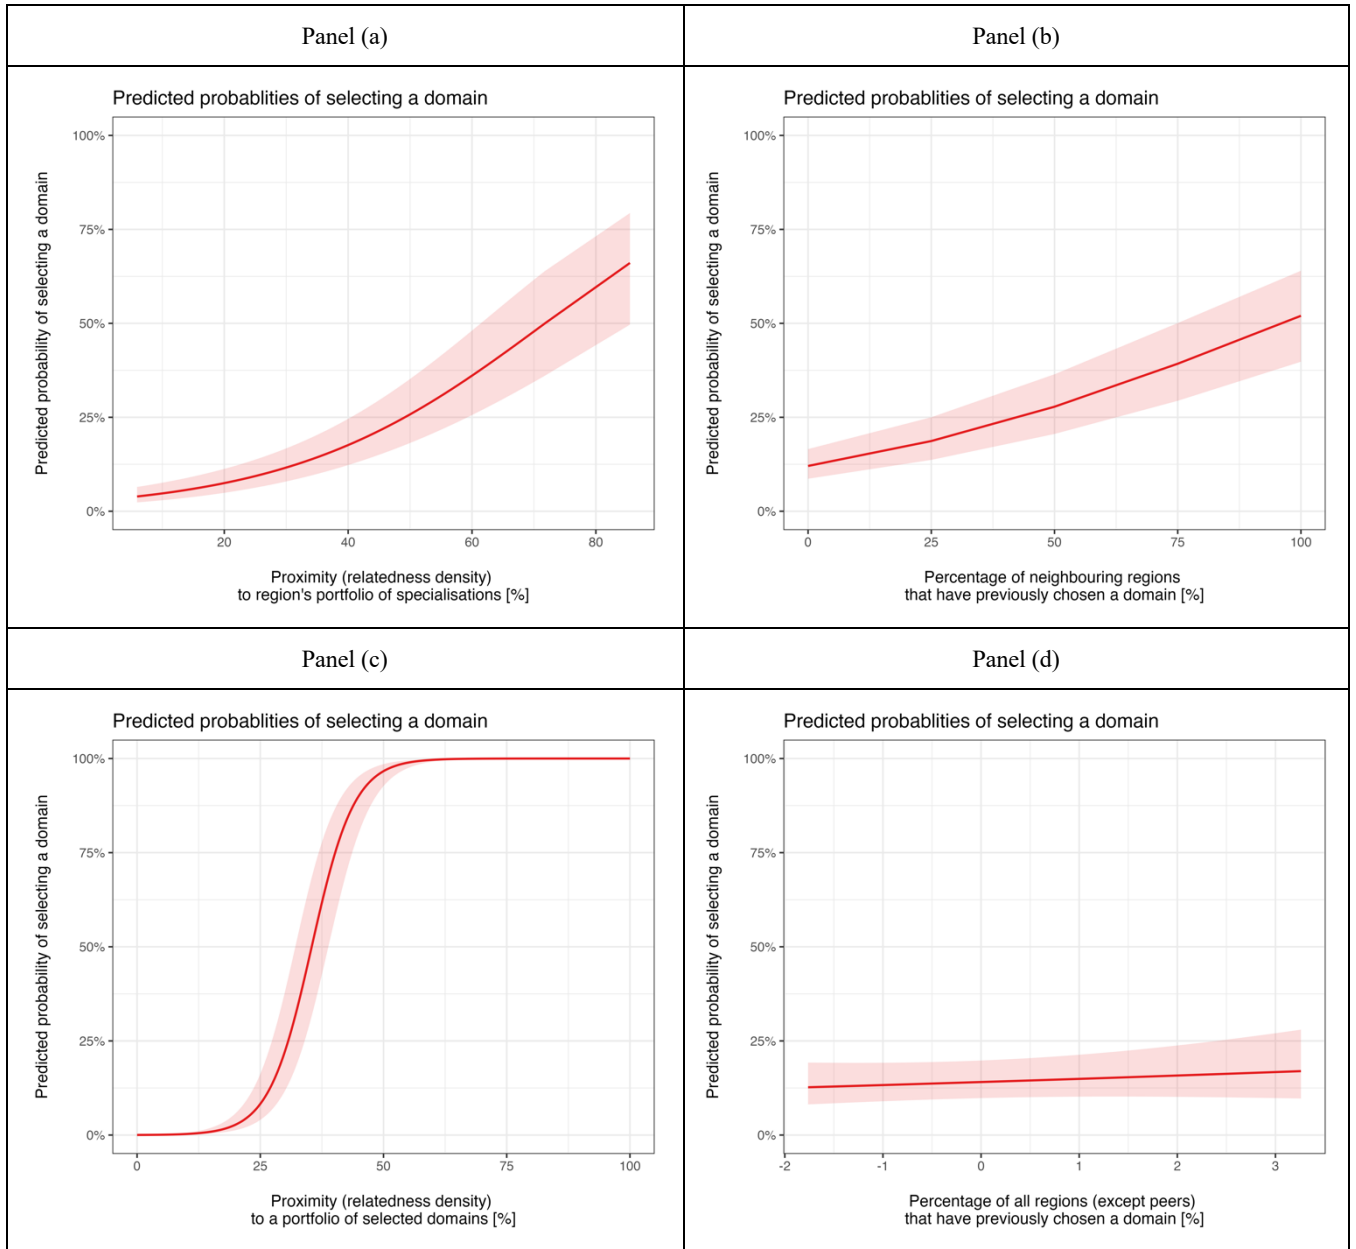 Panel (a)
Panel (b)
Predicted probablities of selecting a domain
Predicted probability of selecting a domain
100%
75%
50%
25%
0%
20 40 60 80
Proximity (relatedness density)
to region's portfolio of specialisations [%]
Predicted probablities of selecting a domain
Predicted probability of selecting a domain
100%
75%
50%
25%
0%
0 25 50 75 100
Percentage of neighbouring regions
that have previously chosen a domain [%]
Panel (c)
Panel (d)
Predicted probablities of selecting a domain
Predicted probability of selecting a domain
100%
75%
50%
25%
0%
0 25 50 75 100
Proximity (relatedness density)
to a portfolio of selected domains [%]
Predicted probablities of selecting a domain
Predicted probability of selecting a domain
100%
75%
50%
25%
0%
-2 -1 0 1 2 3
Percentage of all regions (except peers)
that have previously chosen a domain [%]